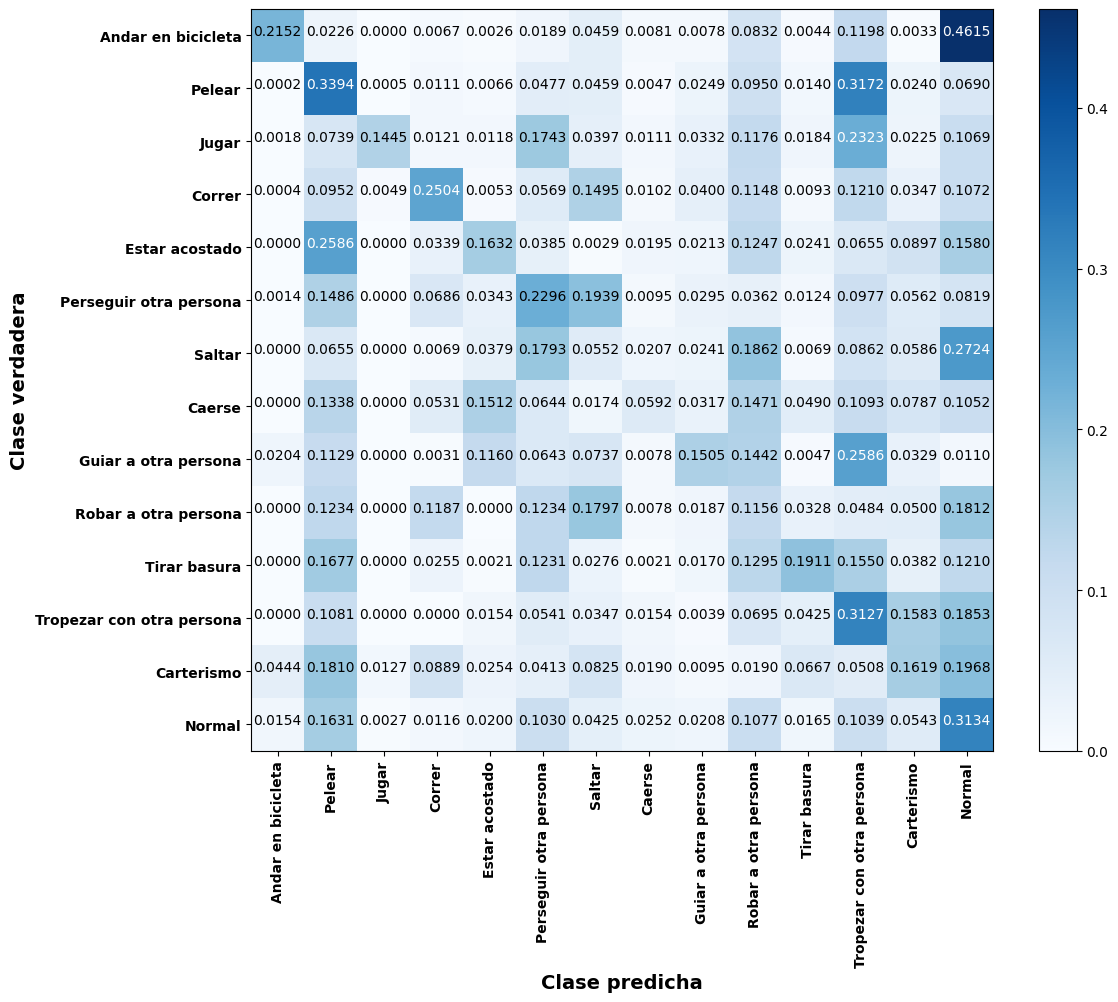 Clase verdadera
Andar en bicicleta 0.2152 0.0226 0.0000 0.0067 0.0026 0.0189 0.0459 0.0078 0.0081 0.0832 0.0044 0.1198 0.0033 0.4615
Pelear 0.0002 0.3394 0.0005 0.0111 0.0066 0.0477 0.0459 0.0047 0.0249 0.0950 0.0140 0.3172 0.0240 0.0690
Jugar 0.0018 0.0739 0.1445 0.0121 0.0118 0.1743 0.0397 0.0111 0.0332 0.1176 0.0184 0.2323 0.0225 0.1069
Correr 0.0004 0.0952 0.0049 0.2504 0.0053 0.0569 0.1495 0.0102 0.0400 0.1148 0.0093 0.1210 0.0347 0.1072
Estar acostado 0.0000 0.2586 0.0000 0.0339 0.1632 0.0385 0.0029 0.0195 0.0213 0.1247 0.0241 0.0655 0.0897 0.1580
Perseguir otra persona 0.0014 0.1486 0.0000 0.0686 0.0343 0.2296 0.1939 0.0095 0.0295 0.0362 0.0124 0.0977 0.0562 0.0819
Saltar 0.0000 0.0655 0.0000 0.0069 0.0379 0.1793 0.0552 0.0207 0.0241 0.1862 0.0069 0.0862 0.0586 0.2724
Caerse 0.0000 0.1338 0.0000 0.0531 0.1512 0.0644 0.0174 0.0592 0.0317 0.1471 0.0490 0.1093 0.0787 0.1052
Guiar a otra persona 0.0204 0.1129 0.0000 0.0031 0.1160 0.0643 0.0737 0.0078 0.1505 0.1442 0.0047 0.2586 0.0329 0.0110
Robar a otra persona 0.0000 0.1234 0.0000 0.1187 0.0000 0.1234 0.1797 0.0078 0.0187 0.1156 0.0328 0.0484 0.0500 0.1812
Tirar basura 0.0000 0.1677 0.0000 0.0255 0.0021 0.1231 0.0276 0.0021 0.0170 0.1295 0.1911 0.1550 0.0382 0.1210
Tropezar con otra persona 0.0000 0.1081 0.0000 0.0000 0.0154 0.0541 0.0347 0.0154 0.0039 0.0695 0.0425 0.3127 0.1583 0.1853
Carterismo 0.0444 0.1810 0.0127 0.0889 0.0254 0.0413 0.0825 0.0190 0.0095 0.0190 0.0667 0.0508 0.1619 0.1968
Normal 0.0154 0.1631 0.0027 0.0116 0.0200 0.1030 0.0425 0.0252 0.0208 0.1077 0.0165 0.1039 0.0543 0.3134
Andar en bicicleta
Pelear
Jugar
Correr
Estar acostado
Perseguir otra persona
Saltar
Caerse
Guiar a otra persona
Robar a otra persona
Tirar basura
Tropezar con otra persona
Carterismo
Normal
Clase predicha
0.4
0.3
0.2
0.1
0.0